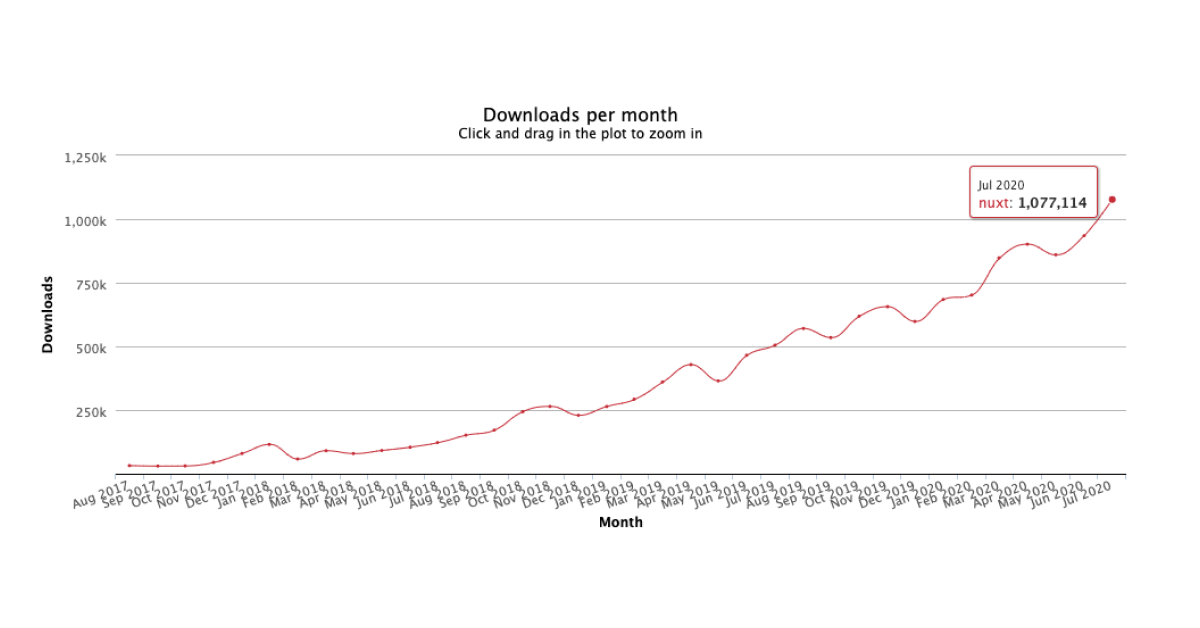 Downloads per month
Click and drag in the plot to zoom in
1,250k
1,000k
750k
500k
250k
Downloads
Jul 2020
nuxt: 1,077,114
Aug 2017
Sep 2017
Oct 2017
Nov 2017
Dec 2017
Jan 2018
Feb 2018
Mar 2018
Apr 2018
May 2018
Jun 2018
Jul 2018
Aug 2018
Sep 2018
Oct 2018
Nov 2018
Dec 2018
Jan 2019
Feb 2019
Mar 2019
Apr 2019
May 2019
Jun 2019
Jul 2019
Aug 2019
Sep 2019
Oct 2019
Nov 2019
Dec 2019
Jan 2020
Feb 2020
Mar 2020
Apr 2020
May 2020
Jun 2020
Jul 2020
Month